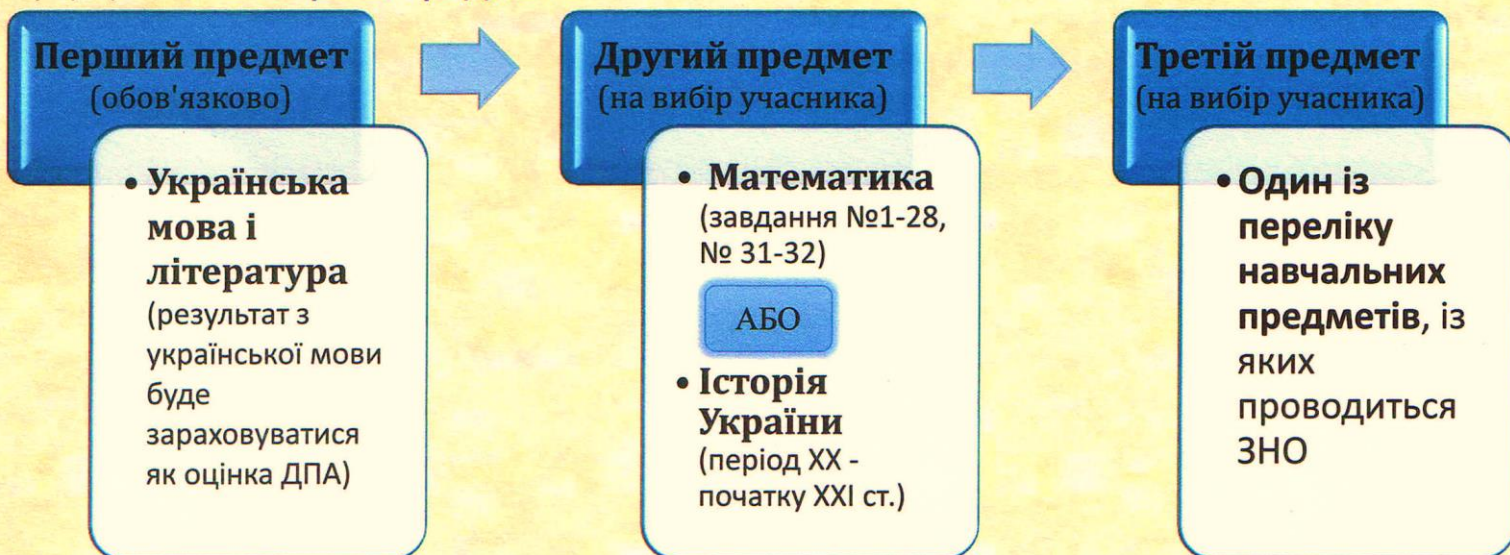 Перший предмет
(обов'язково)
• Українська
мова і
література
(результат з
української мови
буде
зараховуватися
як оцінка ДПА)
Другий предмет
(на вибір учасника)
• Математика
(завдання №1-28,
№ 31-32)
АБО
• Історія
України
(період ХХ -
початку ХХІ ст.)
Третій предмет
(на вибір учасника)
• Один із
переліку
навчальних
предметів, із
яких
проводиться
ЗНО